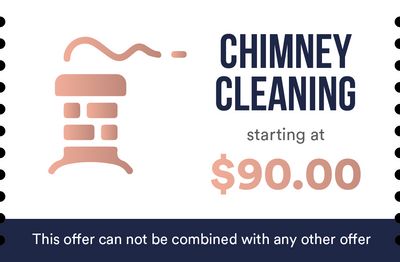 CHIMNEY
CLEANING
starting at
$90.00
This offer can not be combined with any other offer